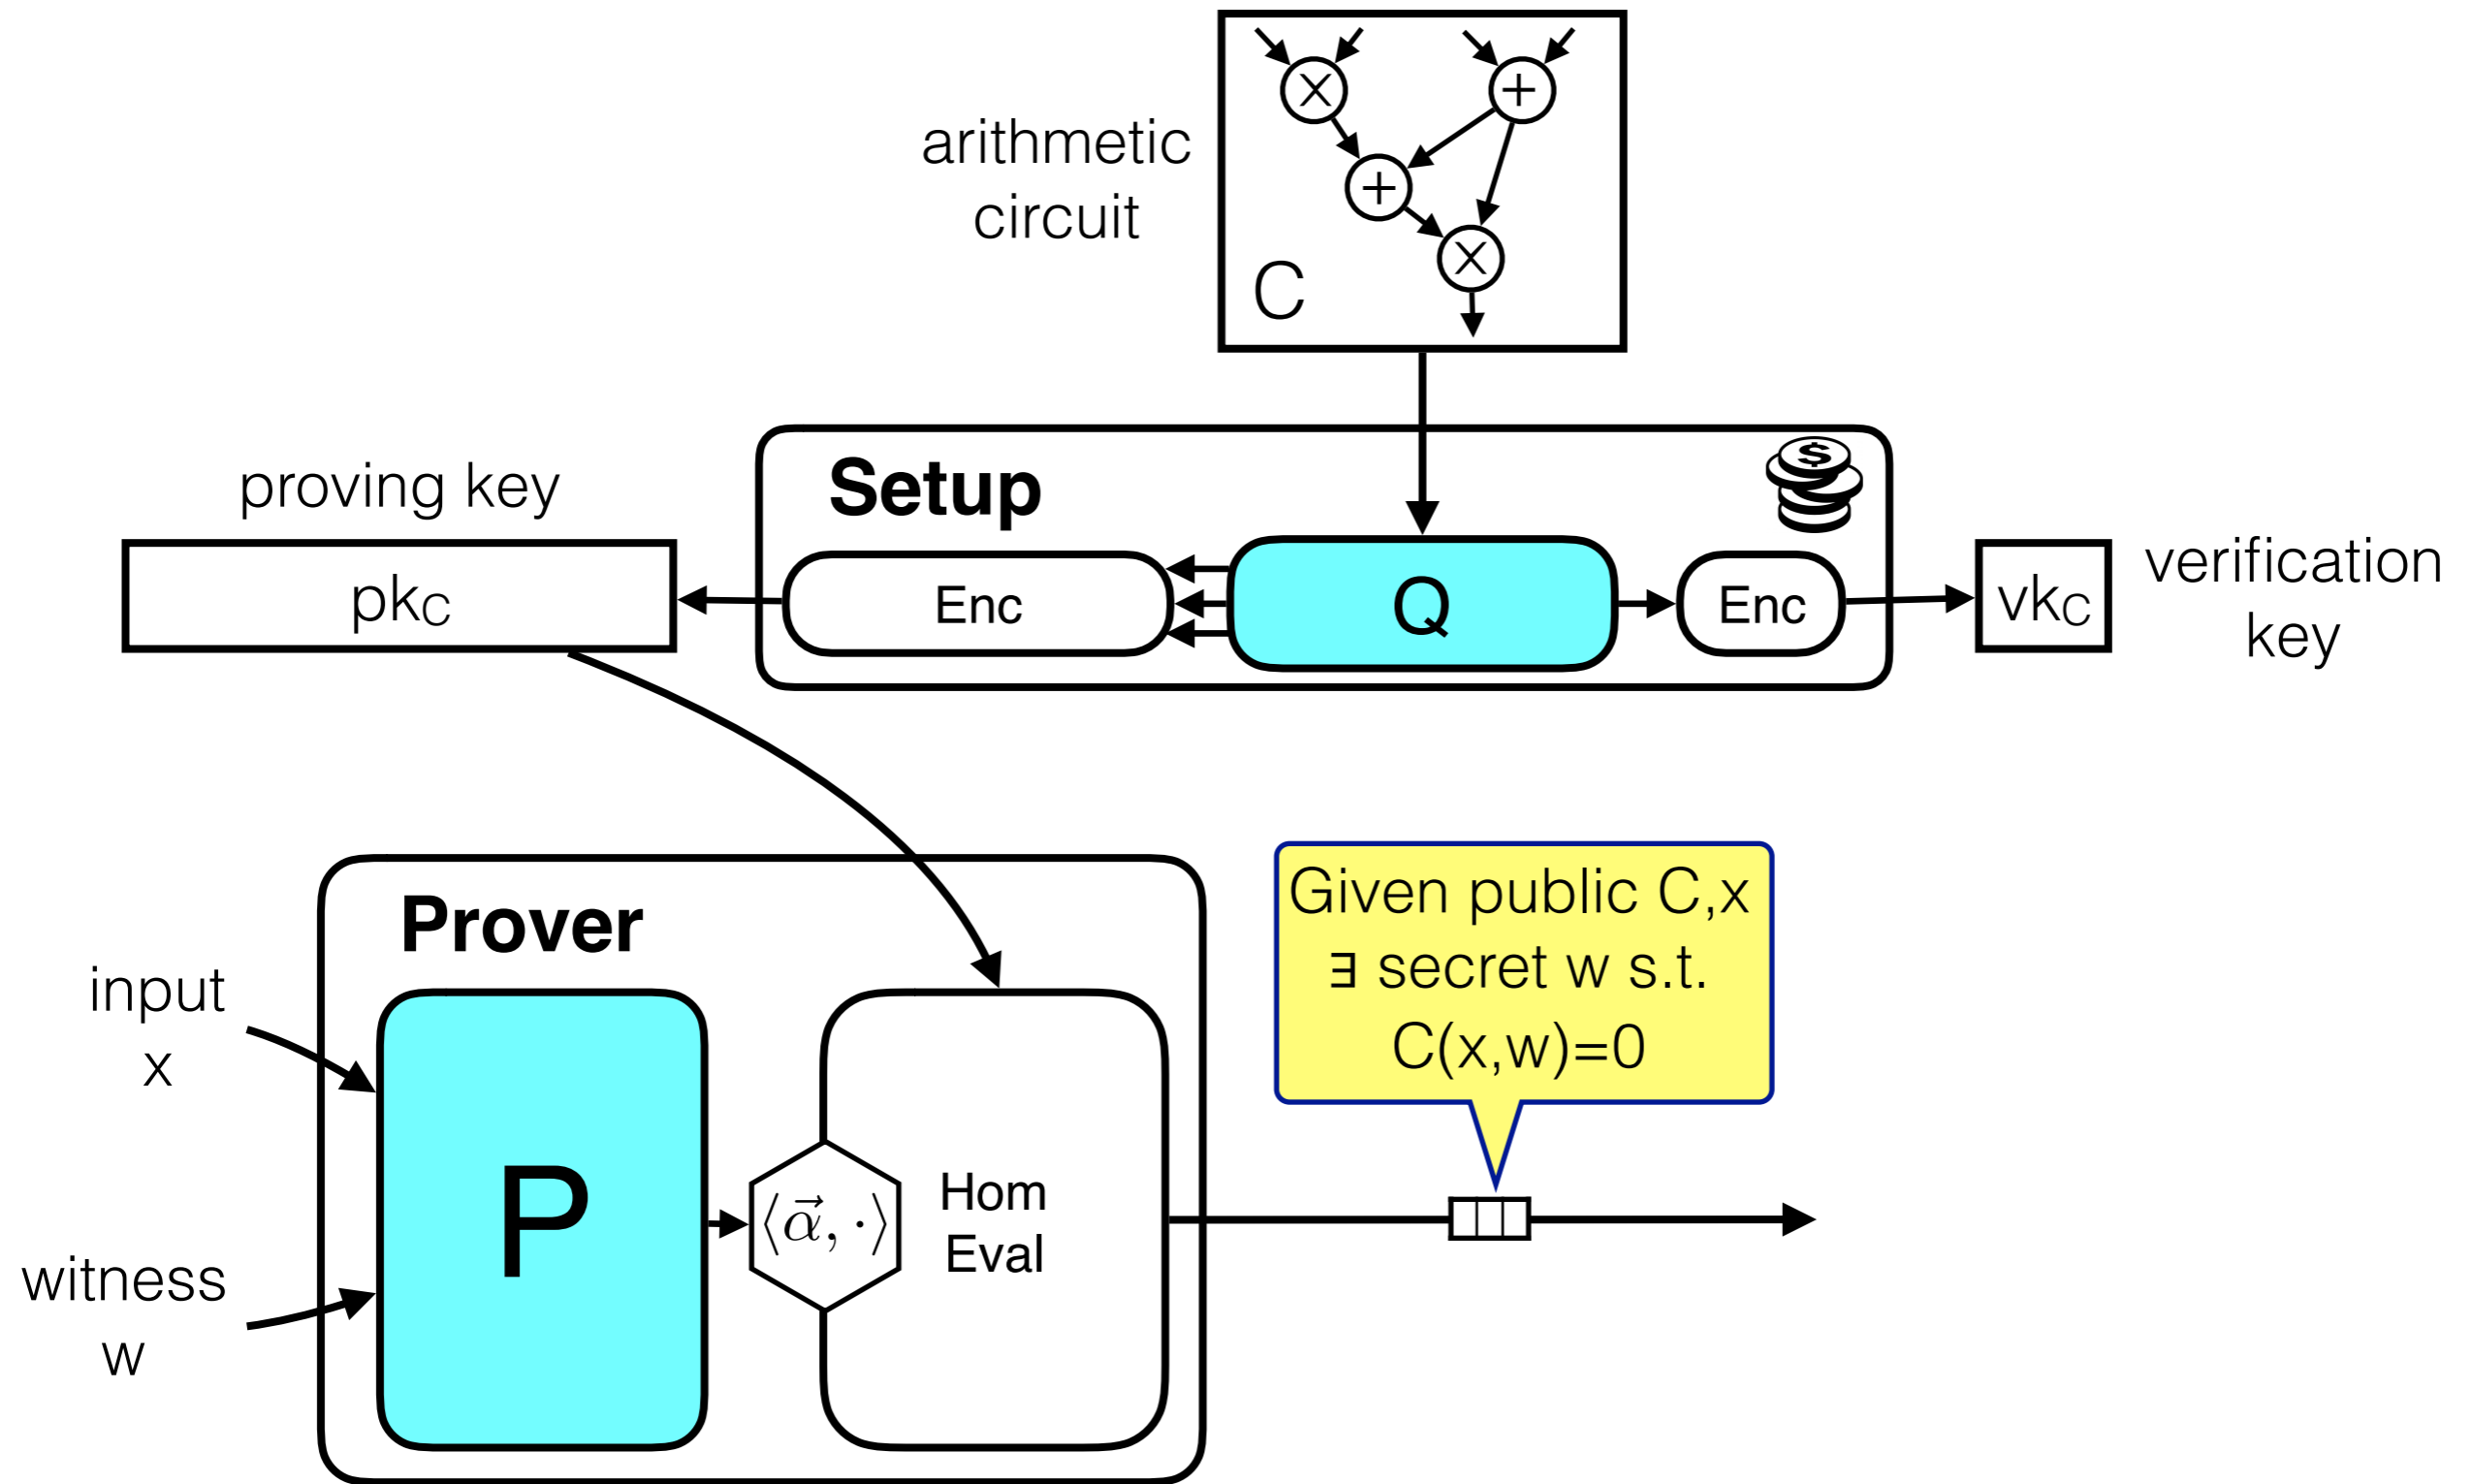 arithmetic
circuit
×
+
+
×
C
Setup
$
proving key
pkC
Enc
Q
Enc
vkC
verification
key
Prover
input
x
witness
w
P
⟨α⃗,·⟩
Hom
Eval
Given public C,x
∃ secret w s.t.
C(x,w)=0